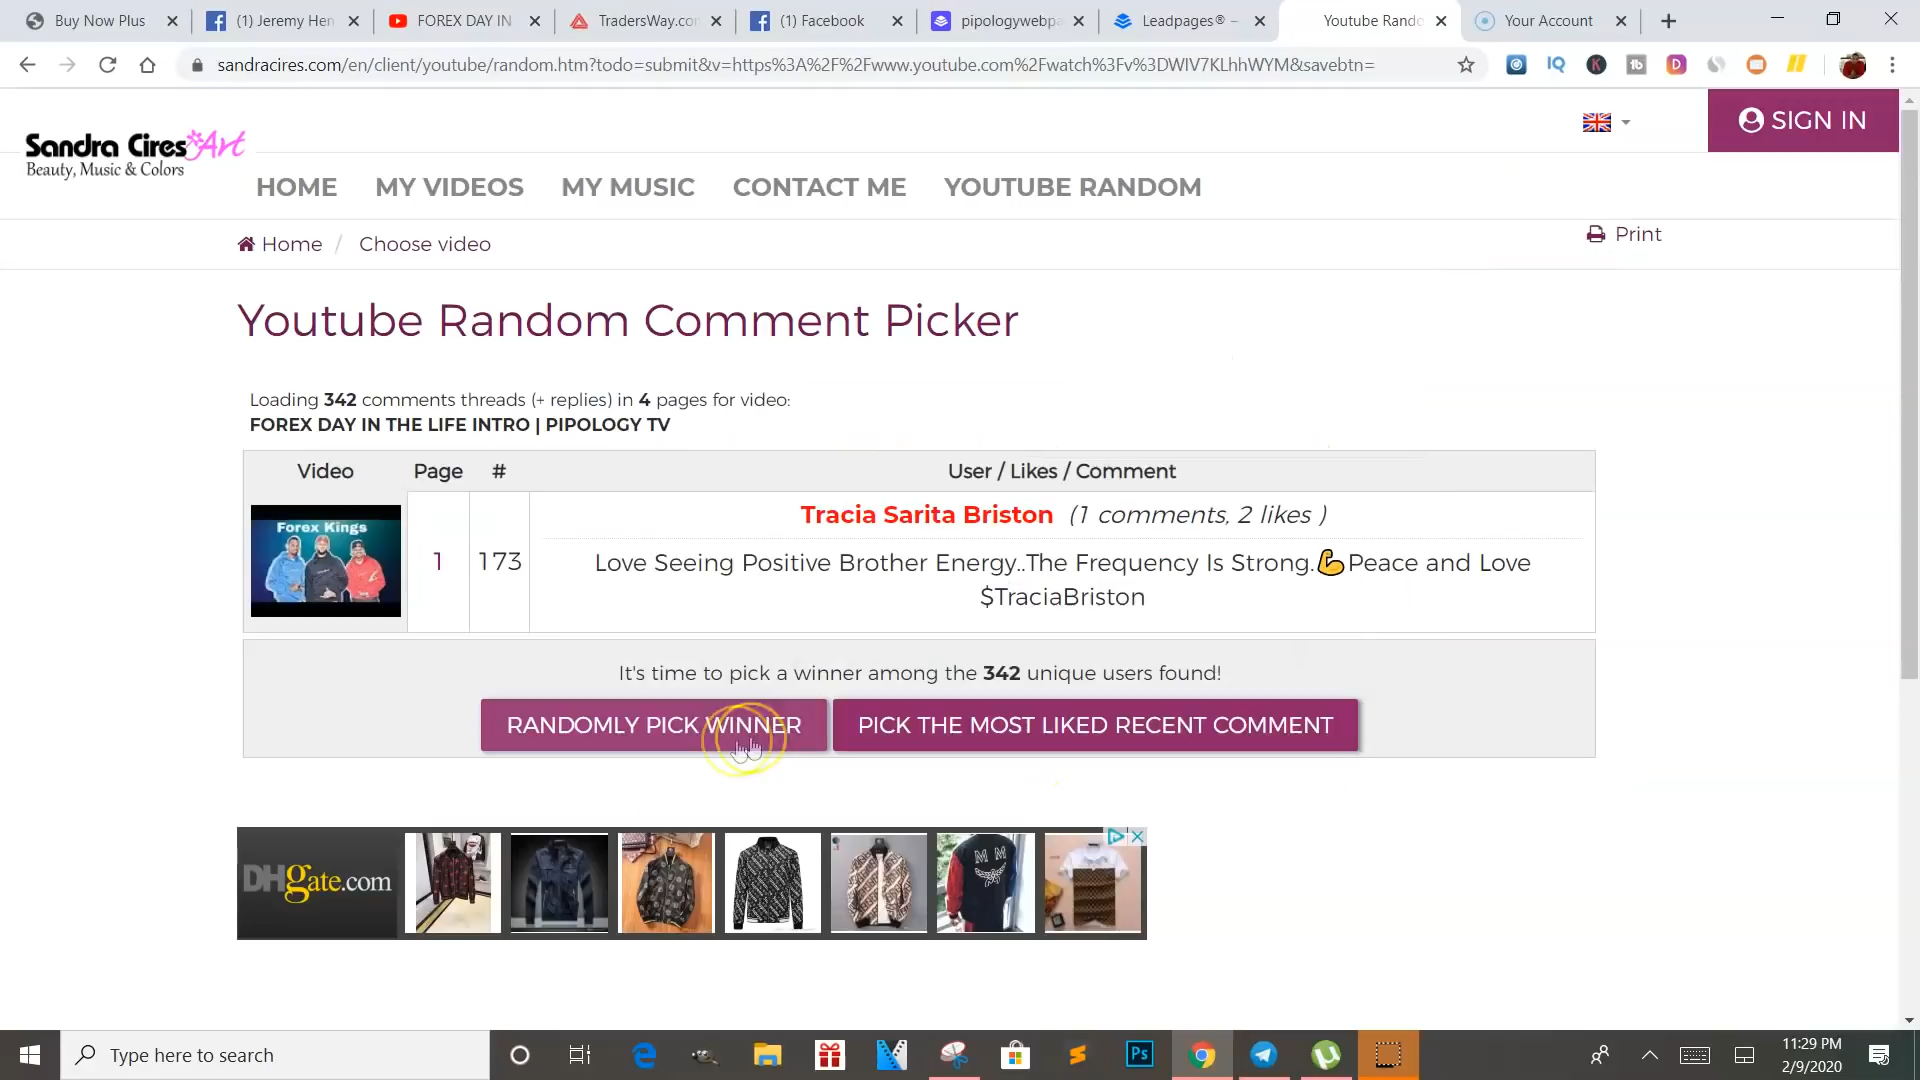 Buy Now Plus
(1) Jeremy Hen
FOREX DAY IN
TradersWay.con
(1) Facebook
pipologywebpa
Leadpages® –
Youtube Rando
Your Account
sandracires.com/en/client/youtube/random.htm?todo=submit&v=https%3A%2F%2Fwww.youtube.com%2Fwatch%3Fv%3DWIV7KLhhWYM&savebtn=
Sandra Cires Art
Beauty, Music & Colors
SIGN IN
HOME MY VIDEOS MY MUSIC CONTACT ME YOUTUBE RANDOM
Home / Choose video
Print
Youtube Random Comment Picker
Loading 342 comments threads (+ replies) in 4 pages for video:
FOREX DAY IN THE LIFE INTRO | PIPOLOGY TV
Video Page # User / Likes / Comment
Forex Kings
1
173
Tracia Sarita Briston (1 comments, 2 likes )
Love Seeing Positive Brother Energy..The Frequency Is Strong.💪Peace and Love
$TraciaBriston
It's time to pick a winner among the 342 unique users found!
RANDOMLY PICK WINNER
PICK THE MOST LIKED RECENT COMMENT
DHgate.com
M M
Type here to search
Ps
11:29 PM
2/9/2020